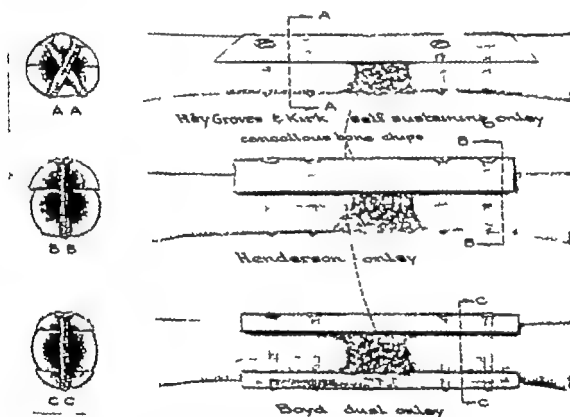 A
A A
A
Hey Groves & Kirk self sustaining onlay
cancellous bone chips
B
B B
B
Henderson onlay
C
C C
C
Boyd dual onlay